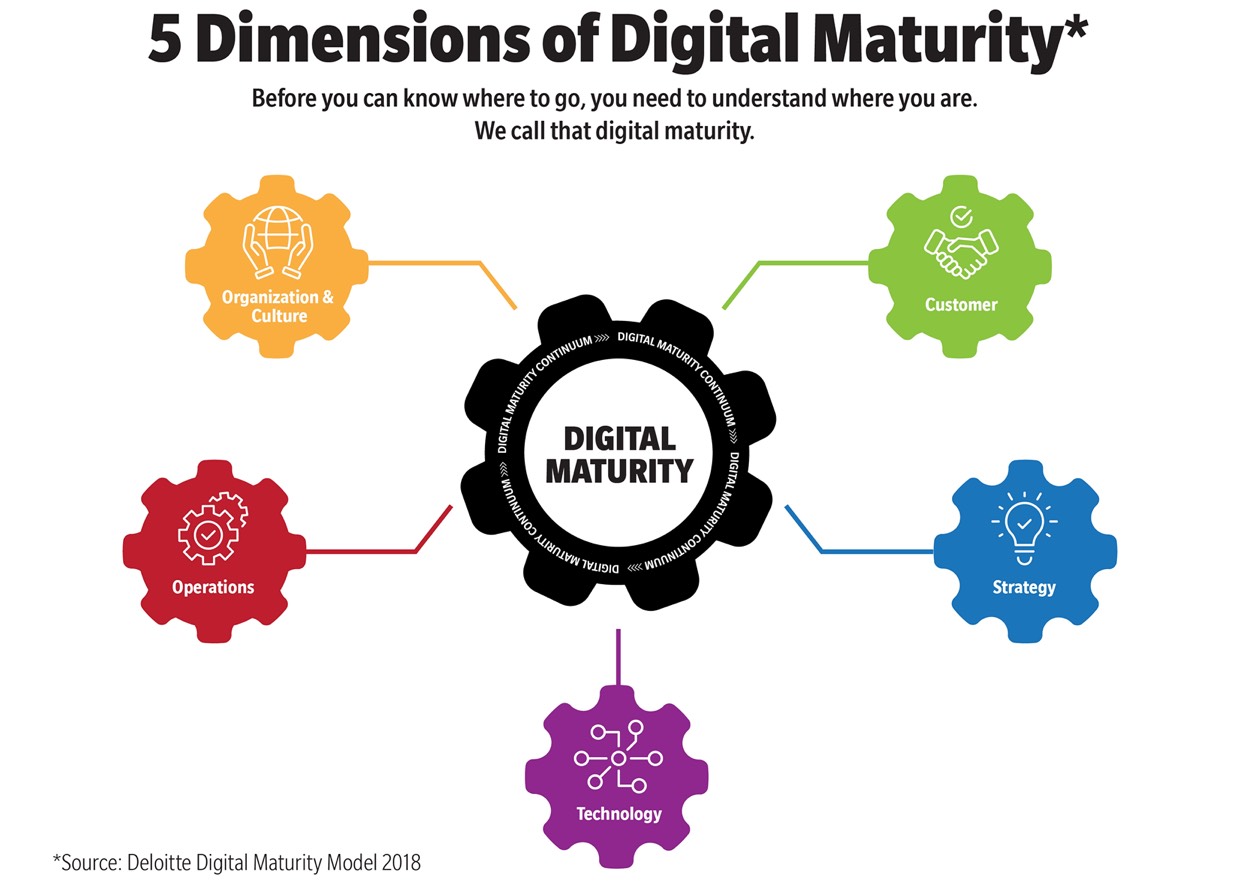 5 Dimensions of Digital Maturity*
Before you can know where to go, you need to understand where you are.
We call that digital maturity.
Organization &
Culture
Customer
DIGITAL MATURITY CONTINUUM »»
DIGITAL MATURITY CONTINUUM »»
DIGITAL MATURITY CONTINUUM »»
DIGITAL MATURITY CONTINUUM »»
DIGITAL
MATURITY
Operations
Strategy
Technology
*Source: Deloitte Digital Maturity Model 2018